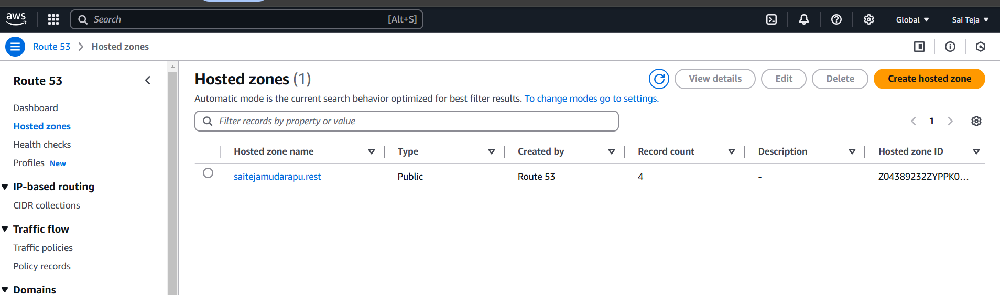 aws
Search [Alt+S]
Global
Sai Teja
Route 53
Hosted zones
Route 53
Dashboard
Hosted zones
Health checks
Profiles New
IP-based routing
CIDR collections
Traffic flow
Traffic policies
Policy records
Domains
Hosted zones (1)
View details
Edit
Delete
Create hosted zone
Automatic mode is the current search behavior optimized for best filter results. To change modes go to settings.
Filter records by property or value
1
Hosted zone name Type Created by Record count Description Hosted zone ID
saitejamudarapu.rest Public Route 53 4 - Z04389232ZYPPK0...